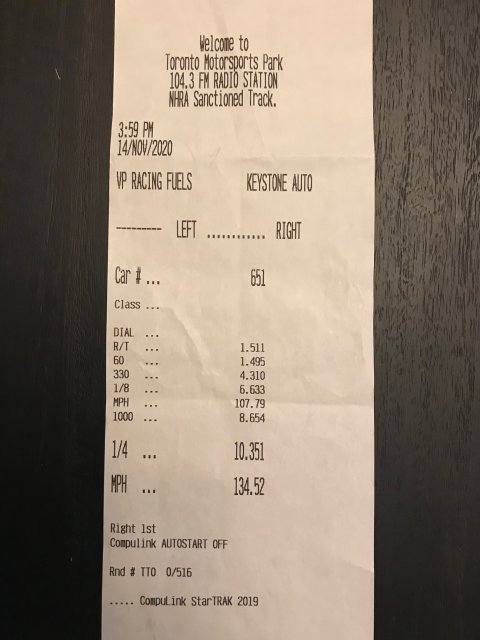 Welcome to
Toronto Motorsports Park
104.3 FM RADIO STATION
NHRA Sanctioned Track.
3:59 PM
14/NOV/2020
VP RACING FUELS KEYSTONE AUTO
--------- LEFT ............ RIGHT
Car # ... 651
Class ...
DIAL ...
R/T ... 1.511
60 ... 1.495
330 ... 4.310
1/8 ... 6.633
MPH ... 107.79
1000 ... 8.654
1/4 ... 10.351
MPH ... 134.52
Right 1st
Compulink AUTOSTART OFF
Rnd # TTO 0/516
..... CompuLink StarTRAK 2019